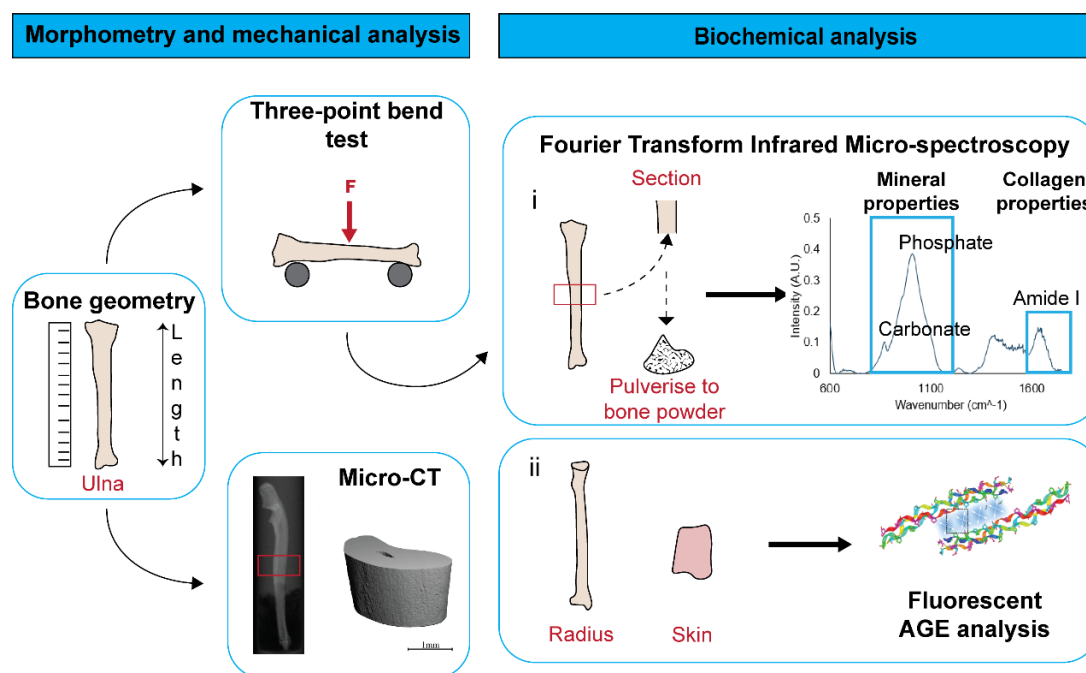 Morphometry and mechanical analysis
Biochemical analysis
Three-point bend
test
F
Bone geometry
Length
Ulna
Micro-CT
1mm
Fourier Transform Infrared Micro-spectroscopy
i
Section
Pulverise to
bone powder
Mineral
properties
Collagen
properties
0.5
0.4
0.3
0.2
0.1
0
Intensity (A.U.)
Phosphate
Carbonate
Amide I
600
1100
1600
Wavenumber (cm^-1)
ii
Radius
Skin
Fluorescent
AGE analysis